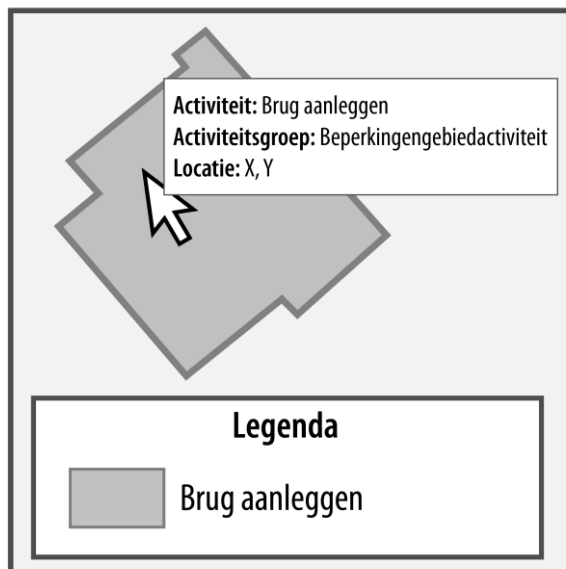 Activiteit: Brug aanleggen
Activiteitsgroep: Beperkingengebiedactiviteit
Locatie: X, Y
Legenda
Brug aanleggen